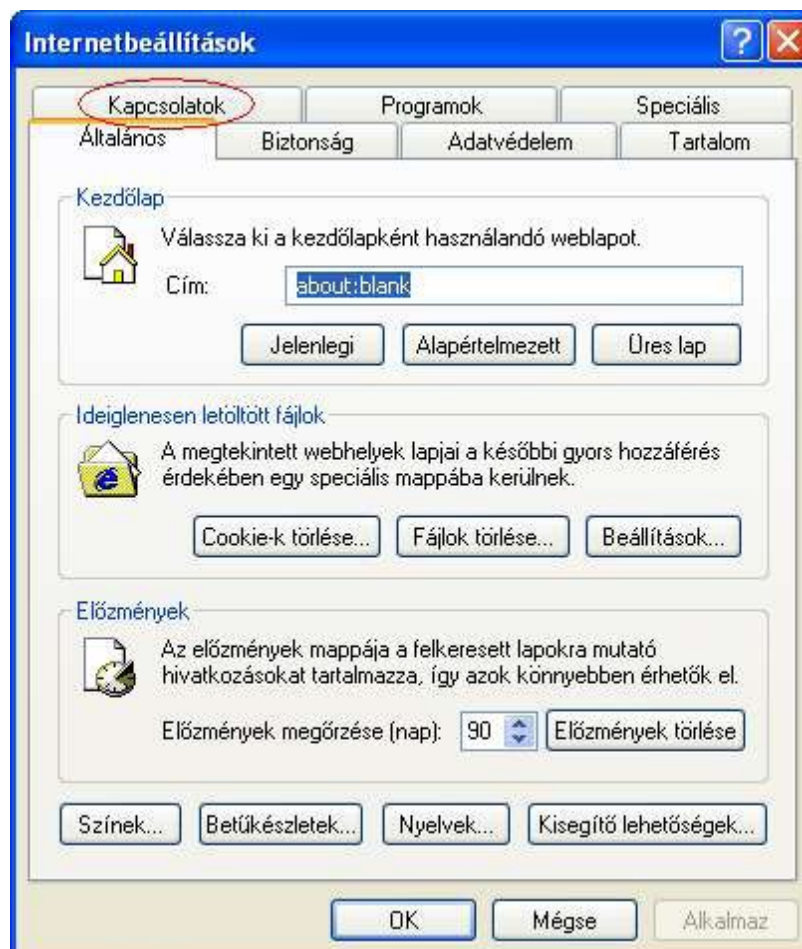 Internetbeállítások
Kapcsolatok Programok Speciális
Általános Biztonság Adatvédelem Tartalom
Kezdőlap
Válassza ki a kezdőlapként használandó weblapot.
Cím: about:blank
Jelenlegi Alapértelmezett Üres lap
Ideiglenesen letöltött fájlok
A megtekintett webhelyek lapjai a későbbi gyors hozzáférés
érdekében egy speciális mappába kerülnek.
Cookie-k törlése... Fájlok törlése... Beállítások...
Előzmények
Az előzmények mappája a felkeresett lapokra mutató
hivatkozásokat tartalmazza, így azok könnyebben érhetők el.
Előzmények megőrzése (nap): 90 Előzmények törlése
Színek... Betűkészletek... Nyelvek... Kisegítő lehetőségek...
OK Mégse Alkalmaz